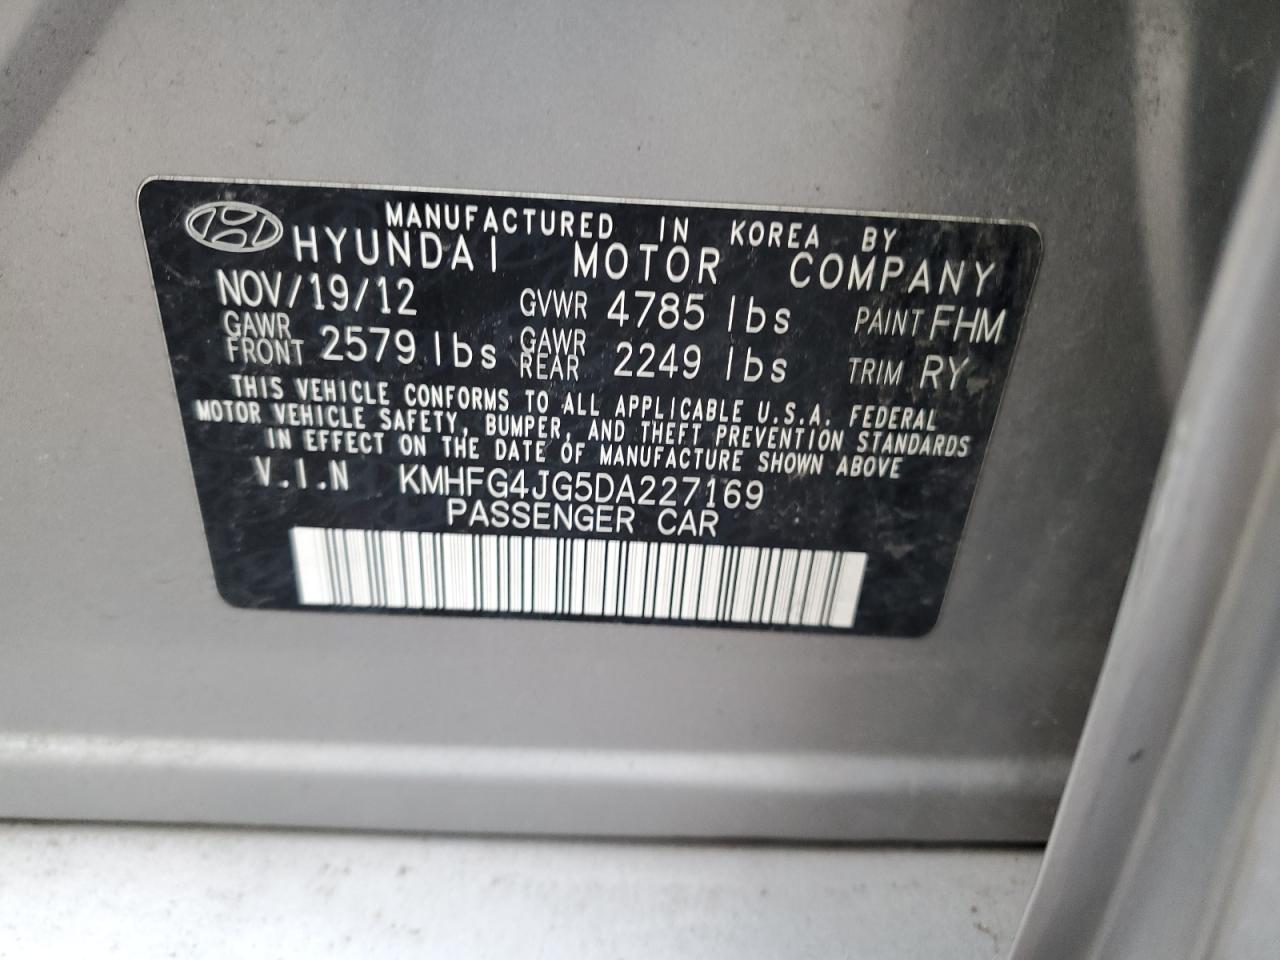 MANUFACTURED IN KOREA BY
HYUNDAI MOTOR COMPANY
NOV/19/12 GVWR 4785 lbs PAINT FHM
GAWR FRONT 2579 lbs GAWR REAR 2249 lbs TRIM RY
THIS VEHICLE CONFORMS TO ALL APPLICABLE U.S.A. FEDERAL
MOTOR VEHICLE SAFETY, BUMPER, AND THEFT PREVENTION STANDARDS
IN EFFECT ON THE DATE OF MANUFACTURE SHOWN ABOVE
V.I.N KMHFG4JG5DA227169
PASSENGER CAR